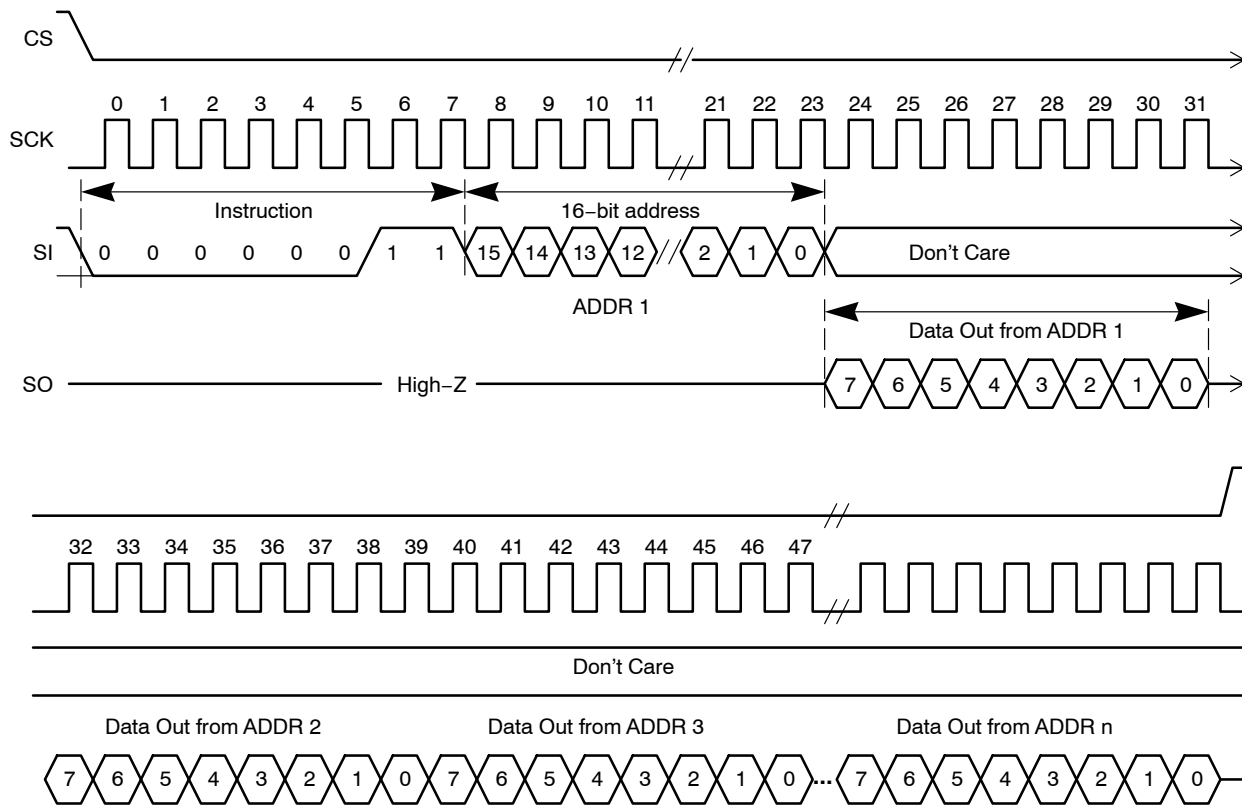 CS
0 1 2 3 4 5 6 7 8 9 10 11 21 22 23 24 25 26 27 28 29 30 31
SCK
Instruction 16−bit address
SI 0 0 0 0 0 0 1 1 15 14 13 12 2 1 0 Don't Care
ADDR 1
Data Out from ADDR 1
SO High−Z 7 6 5 4 3 2 1 0
32 33 34 35 36 37 38 39 40 41 42 43 44 45 46 47
Don't Care
Data Out from ADDR 2 Data Out from ADDR 3 Data Out from ADDR n
7 6 5 4 3 2 1 0 7 6 5 4 3 2 1 0 ... 7 6 5 4 3 2 1 0